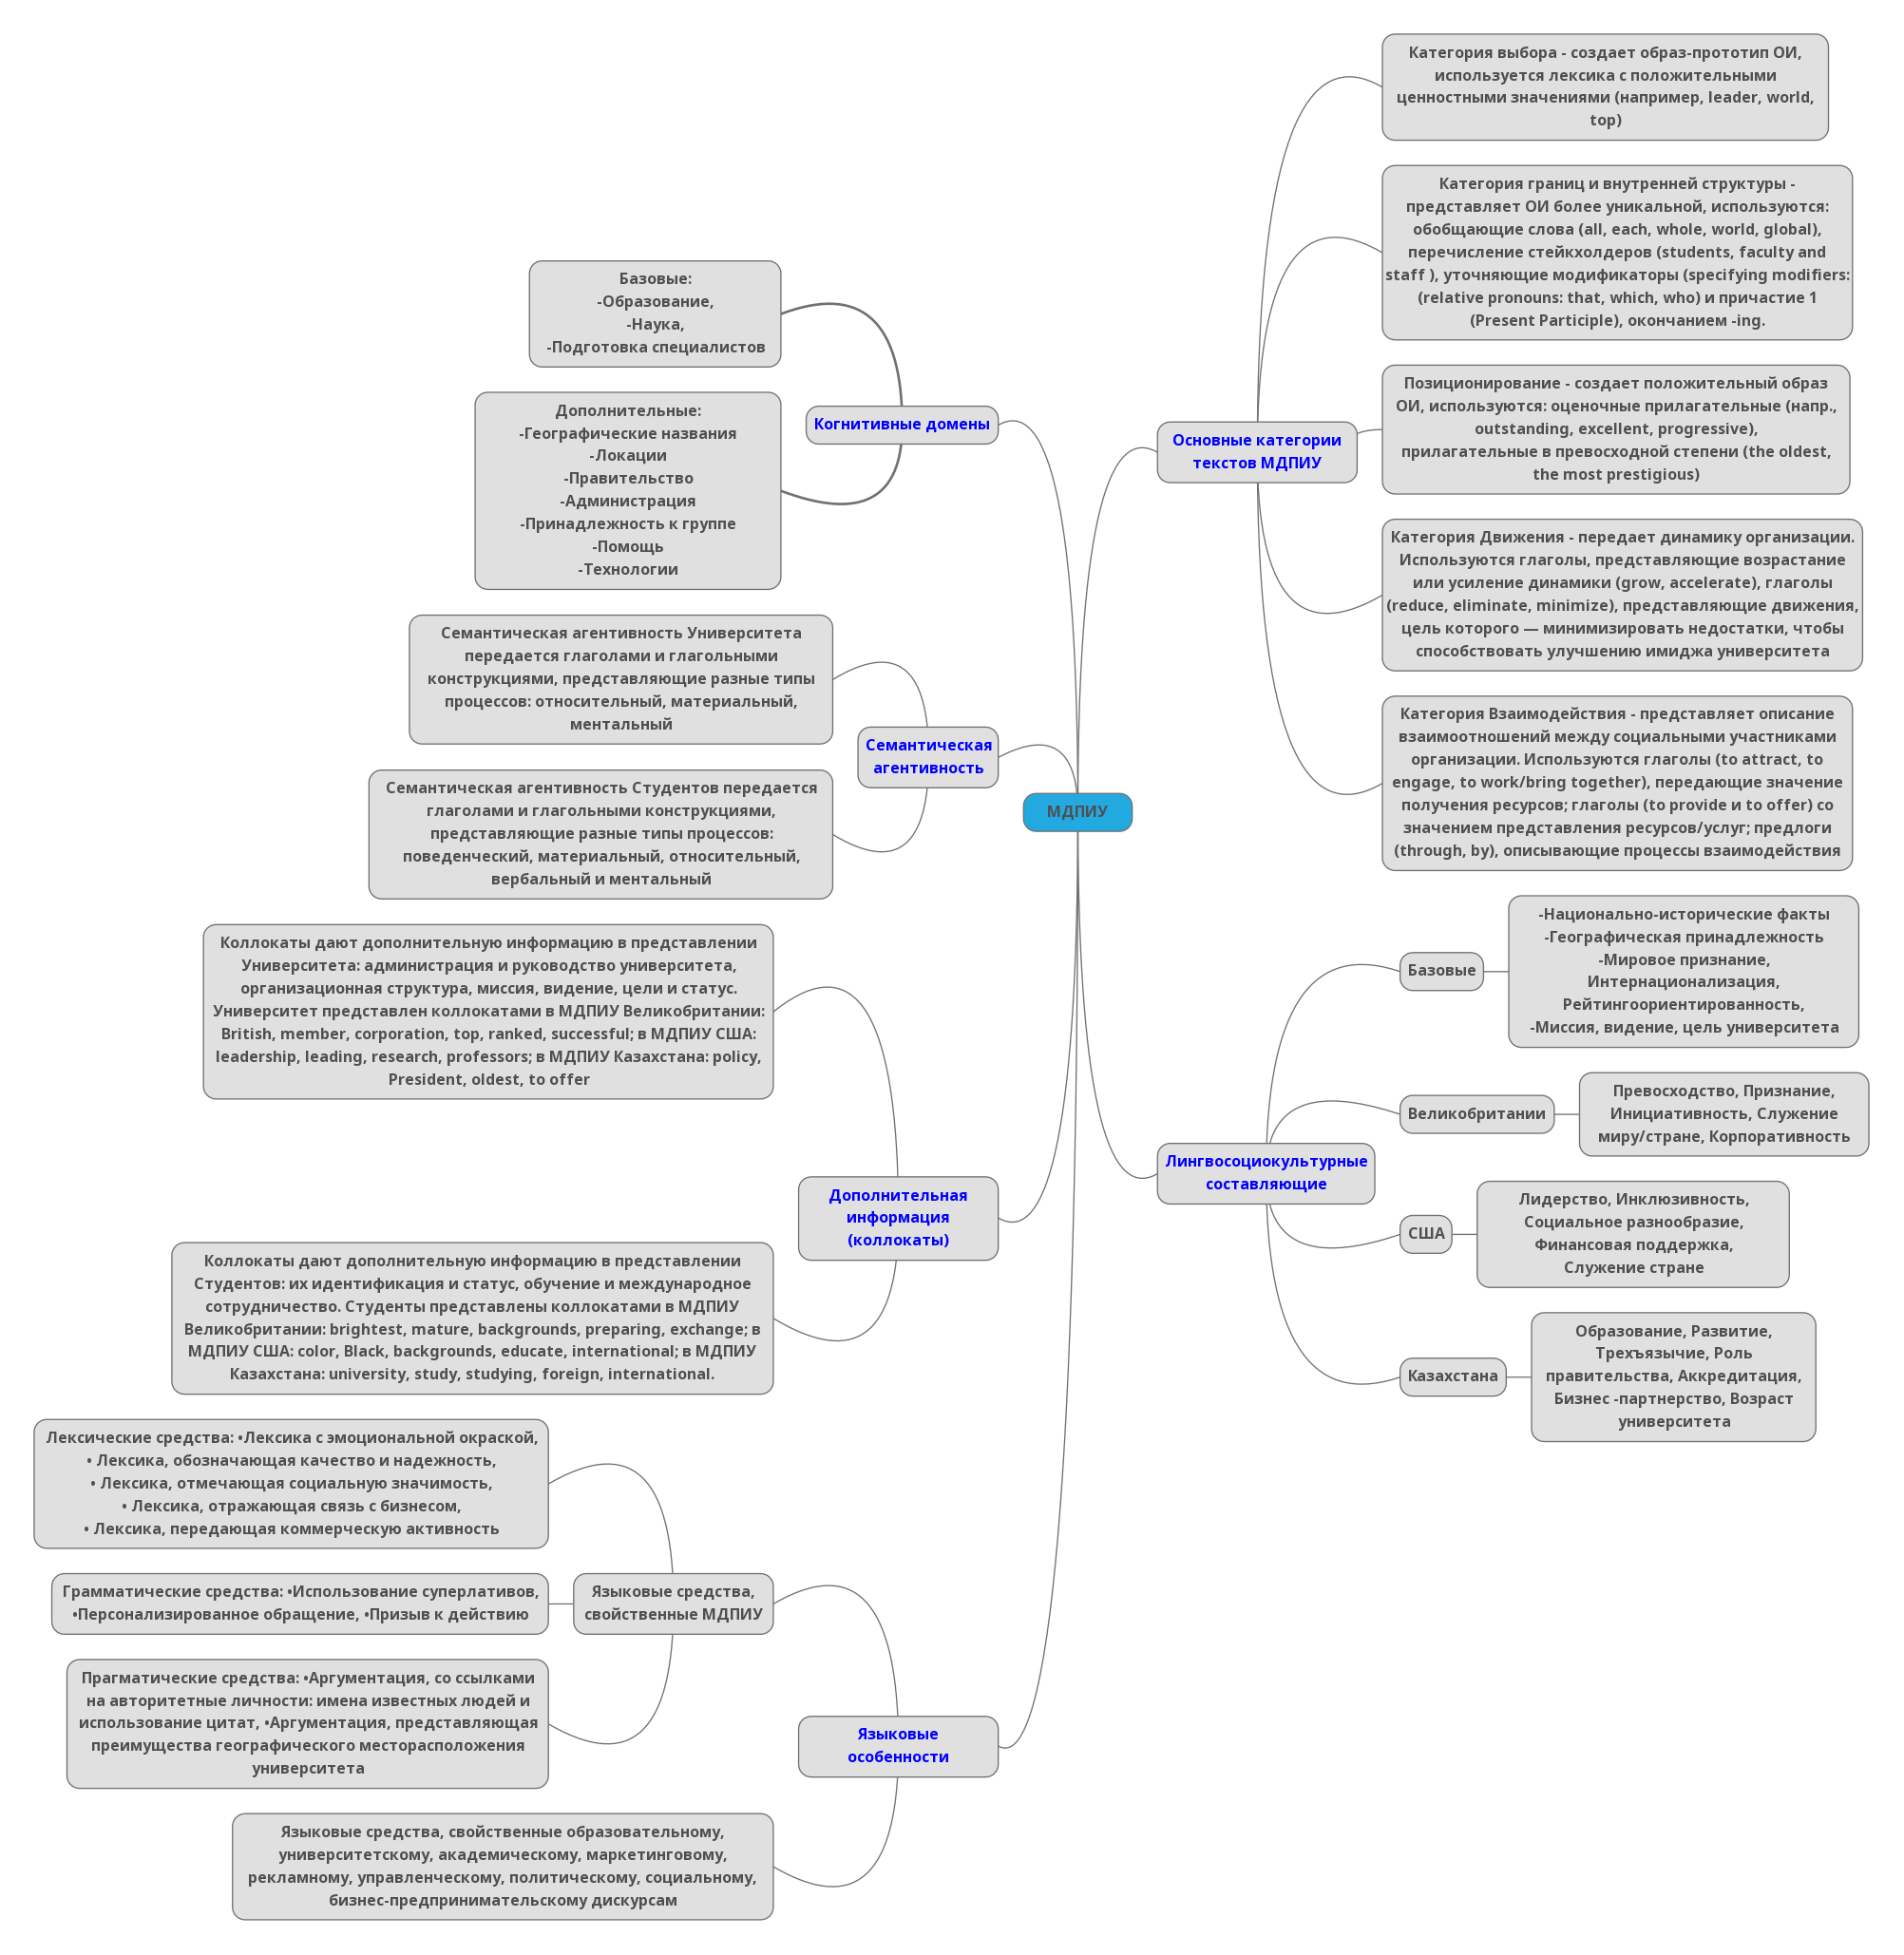 МДПИУ
Основные категории
текстов МДПИУ
Категория выбора - создает образ-прототип ОИ,
используется лексика с положительными
ценностными значениями (например, leader, world,
top)
Категория границ и внутренней структуры -
представляет ОИ более уникальной, используются:
обобщающие слова (all, each, whole, world, global),
перечисление стейкхолдеров (students, faculty and
staff ), уточняющие модификаторы (specifying modifiers:
(relative pronouns: that, which, who) и причастие 1
(Present Participle), окончанием -ing.
Позиционирование - создает положительный образ
ОИ, используются: оценочные прилагательные (напр.,
outstanding, excellent, progressive),
прилагательные в превосходной степени (the oldest,
the most prestigious)
Категория Движения - передает динамику организации.
Используются глаголы, представляющие возрастание
или усиление динамики (grow, accelerate), глаголы
(reduce, eliminate, minimize), представляющие движения,
цель которого — минимизировать недостатки, чтобы
способствовать улучшению имиджа университета
Категория Взаимодействия - представляет описание
взаимоотношений между социальными участниками
организации. Используются глаголы (to attract, to
engage, to work/bring together), передающие значение
получения ресурсов; глаголы (to provide и to offer) со
значением представления ресурсов/услуг; предлоги
(through, by), описывающие процессы взаимодействия
Лингвосоциокультурные
составляющие
Базовые
-Национально-исторические факты
-Географическая принадлежность
-Мировое признание,
Интернационализация,
Рейтингоориентированность,
-Миссия, видение, цель университета
Великобритании
Превосходство, Признание,
Инициативность, Служение
миру/стране, Корпоративность
США
Лидерство, Инклюзивность,
Социальное разнообразие,
Финансовая поддержка,
Служение стране
Казахстана
Образование, Развитие,
Трехъязычие, Роль
правительства, Аккредитация,
Бизнес -партнерство, Возраст
университета
Когнитивные домены
Базовые:
-Образование,
-Наука,
-Подготовка специалистов
Дополнительные:
-Географические названия
-Локации
-Правительство
-Администрация
-Принадлежность к группе
-Помощь
-Технологии
Семантическая
агентивность
Семантическая агентивность Университета
передается глаголами и глагольными
конструкциями, представляющие разные типы
процессов: относительный, материальный,
ментальный
Семантическая агентивность Студентов передается
глаголами и глагольными конструкциями,
представляющие разные типы процессов:
поведенческий, материальный, относительный,
вербальный и ментальный
Дополнительная
информация
(коллокаты)
Коллокаты дают дополнительную информацию в представлении
Университета: администрация и руководство университета,
организационная структура, миссия, видение, цели и статус.
Университет представлен коллокатами в МДПИУ Великобритании:
British, member, corporation, top, ranked, successful; в МДПИУ США:
leadership, leading, research, professors; в МДПИУ Казахстана: policy,
President, oldest, to offer
Коллокаты дают дополнительную информацию в представлении
Студентов: их идентификация и статус, обучение и международное
сотрудничество. Студенты представлены коллокатами в МДПИУ
Великобритании: brightest, mature, backgrounds, preparing, exchange; в
МДПИУ США: color, Black, backgrounds, educate, international; в МДПИУ
Казахстана: university, study, studying, foreign, international.
Языковые
особенности
Языковые средства,
свойственные МДПИУ
Лексические средства: •Лексика с эмоциональной окраской,
• Лексика, обозначающая качество и надежность,
• Лексика, отмечающая социальную значимость,
• Лексика, отражающая связь с бизнесом,
• Лексика, передающая коммерческую активность
Грамматические средства: •Использование суперлативов,
•Персонализированное обращение, •Призыв к действию
Прагматические средства: •Аргументация, со ссылками
на авторитетные личности: имена известных людей и
использование цитат, •Аргументация, представляющая
преимущества географического месторасположения
университета
Языковые средства, свойственные образовательному,
университетскому, академическому, маркетинговому,
рекламному, управленческому, политическому, социальному,
бизнес-предпринимательскому дискурсам